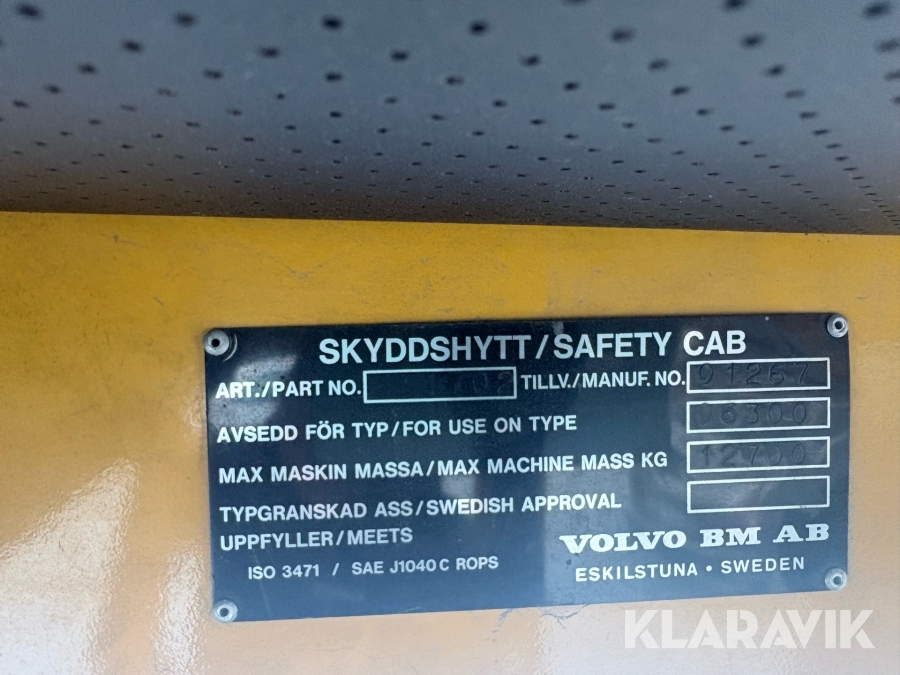 SKYDDSHYTT/SAFETY CAB
ART./PART NO. TILLV./MANUF. NO. 01267
AVSEDD FÖR TYP/FOR USE ON TYPE
MAX MASKIN MASSA/MAX MACHINE MASS KG 12700
TYPGRANSKAD ASS/SWEDISH APPROVAL
UPPFYLLER/MEETS
ISO 3471 / SAE J1040 C ROPS
VOLVO BM AB
ESKILSTUNA • SWEDEN
KLARAVIK